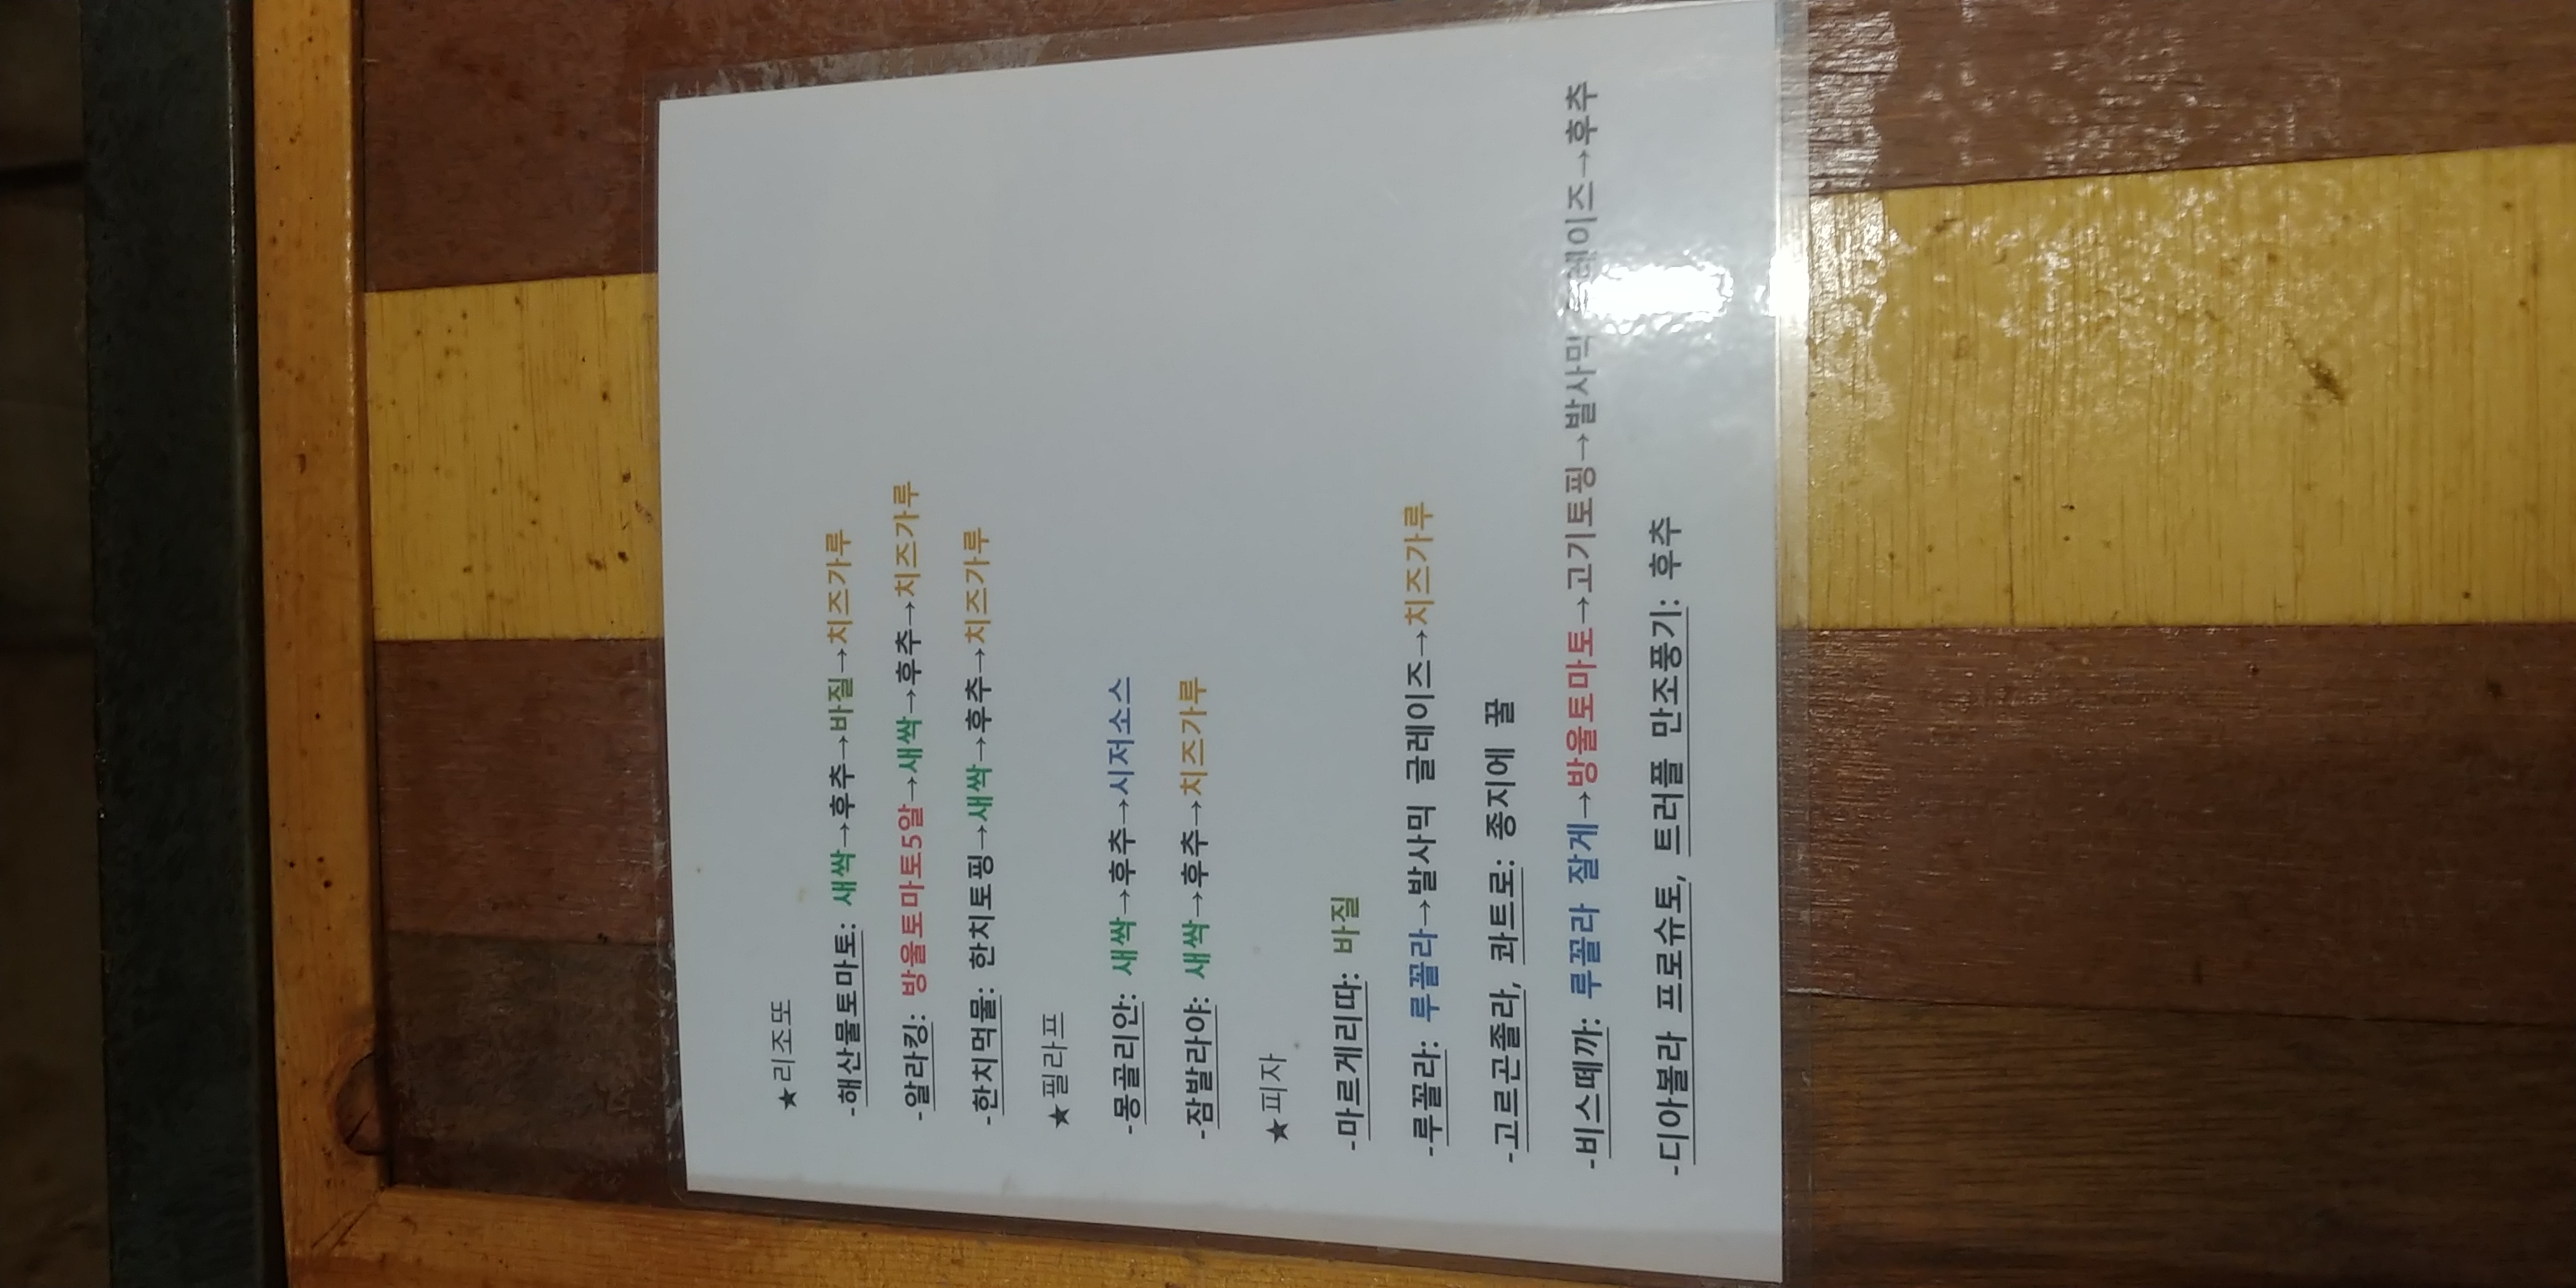 ★리조또
-해산물토마토: 새싹→후추→바질→치즈가루
-알라킹: 방울토마토5알→새싹→후추→치즈가루
-한치먹물: 한치토핑→새싹→후추→치즈가루
★필라프
-몽골리안: 새싹→후추→시저소스
-잠발라야: 새싹→후추→치즈가루
★피자
-마르게리따: 바질
-루꼴라: 루꼴라→발사믹 글레이즈→치즈가루
-고르곤졸라, 콰트로: 종지에 꿀
-비스떼까: 루꼴라 잘게→방울토마토→고기토핑→발사믹 글레이즈→후추
-디아볼라 프로슈토, 트러플 만조풍기: 후추